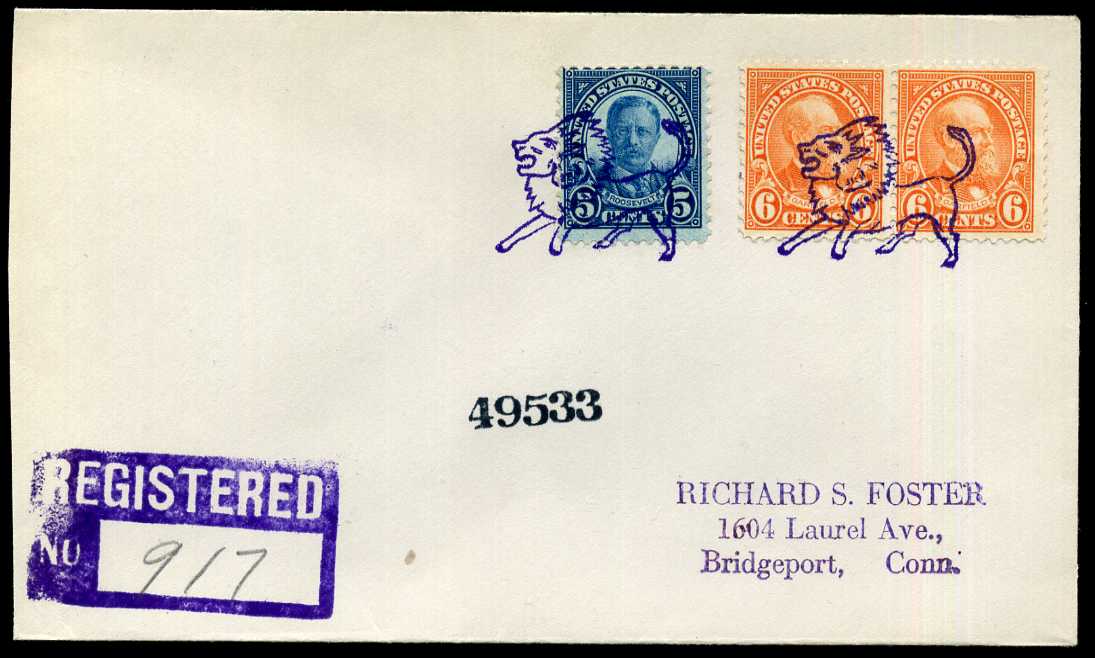 UNITED STATES POSTAGE
ROOSEVELT
5 CENTS 5
UNITED STATES POSTAGE
GARFIELD
6 CENTS 6
UNITED STATES POSTAGE
GARFIELD
6 CENTS 6
49533
REGISTERED
NO 917
RICHARD S. FOSTER
1604 Laurel Ave.,
Bridgeport, Conn.